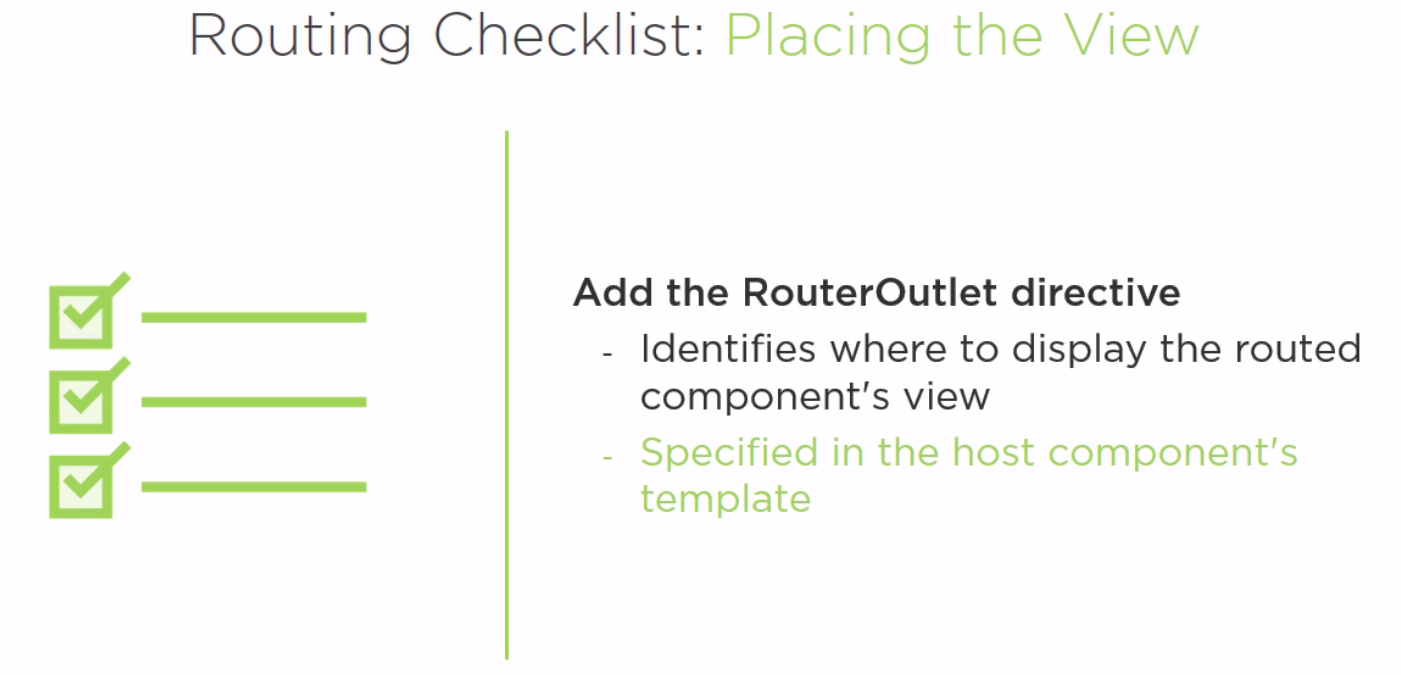 Routing Checklist: Placing the View
Add the RouterOutlet directive
- Identifies where to display the routed
component's view
- Specified in the host component's
template